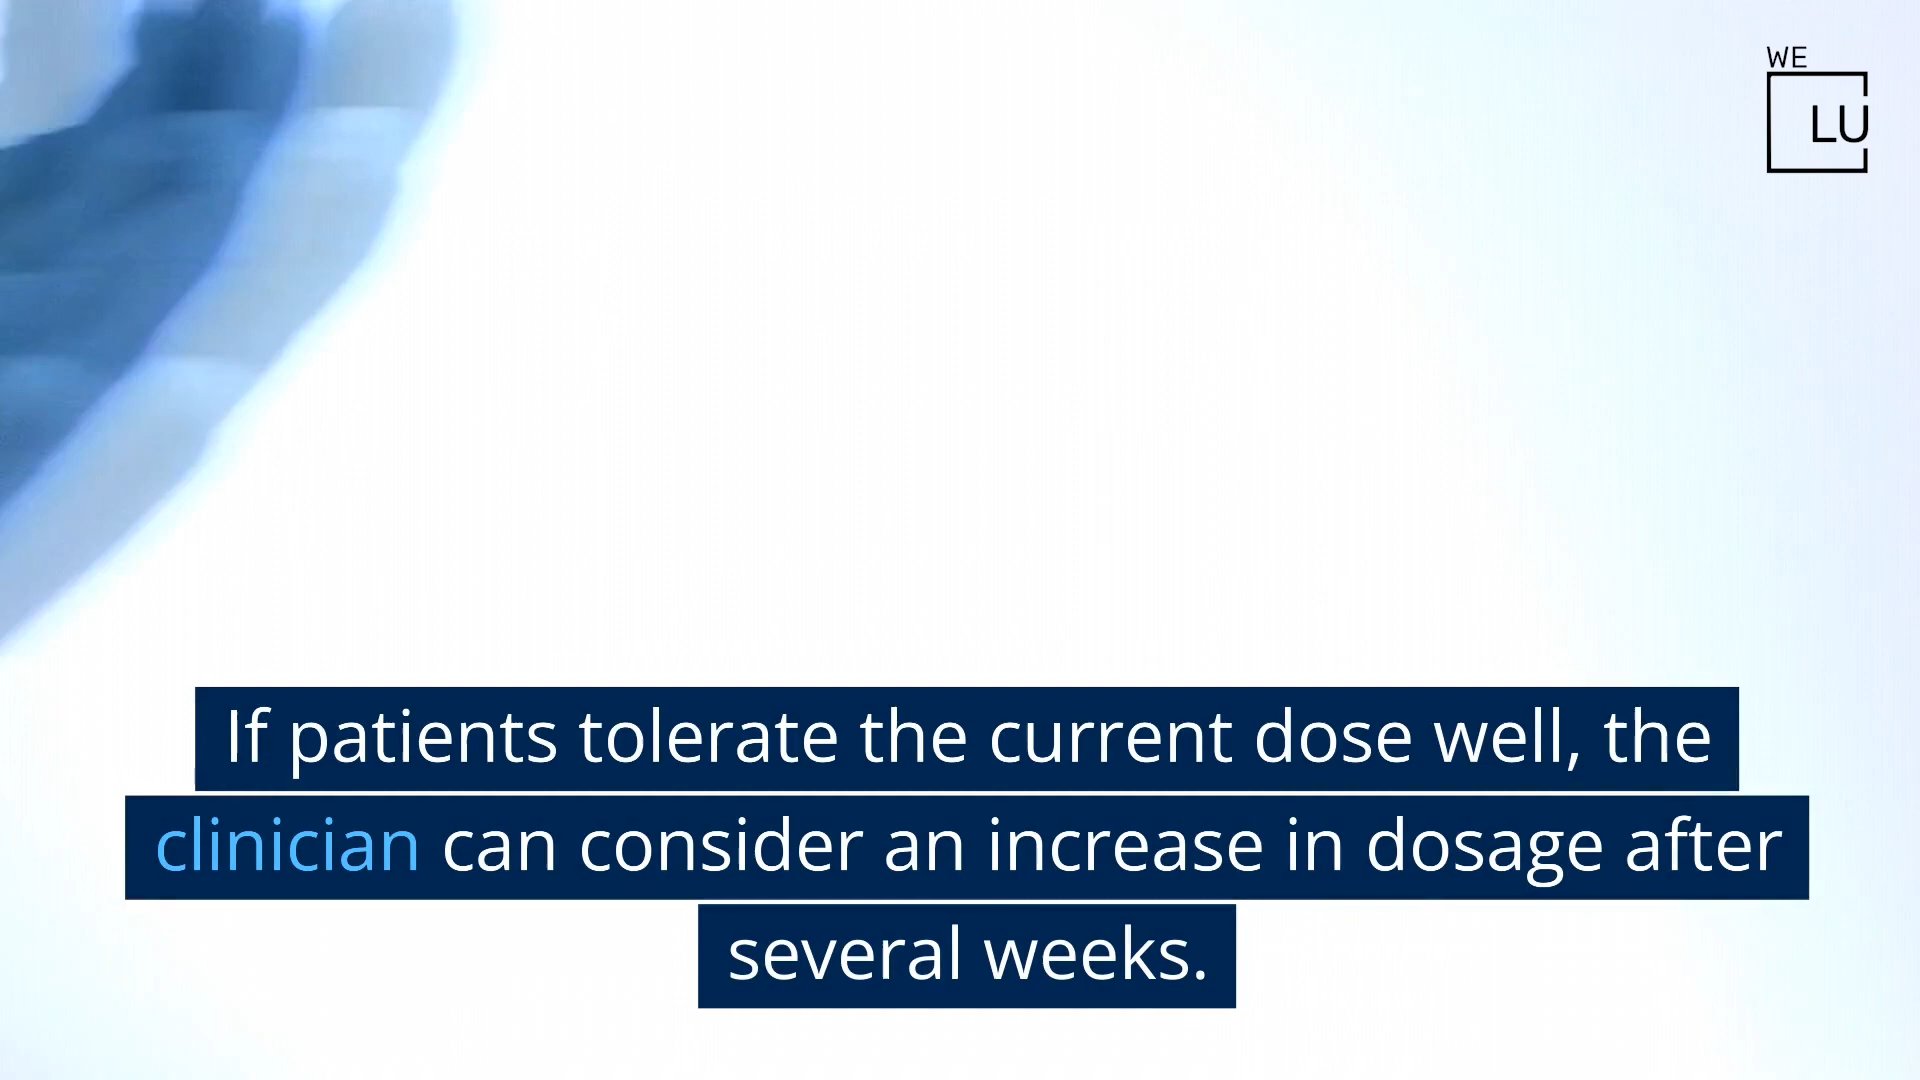 WE
LU
If patients tolerate the current dose well, the
clinician can consider an increase in dosage after
several weeks.